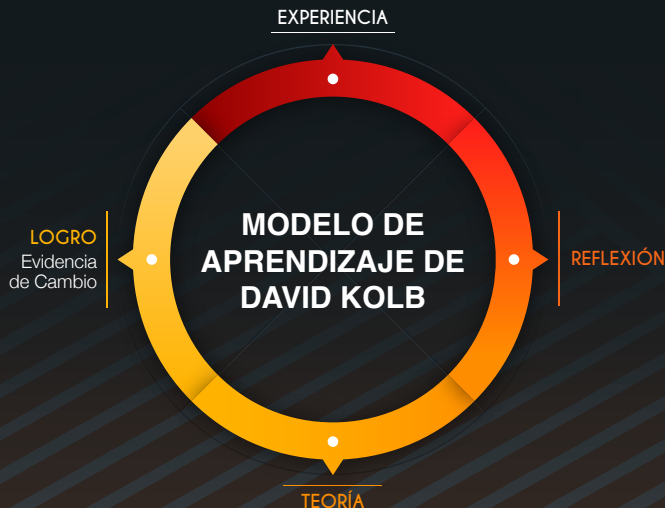 EXPERIENCIA
MODELO DE
APRENDIZAJE DE
DAVID KOLB
LOGRO
Evidencia
de Cambio
REFLEXIÓN
TEORÍA